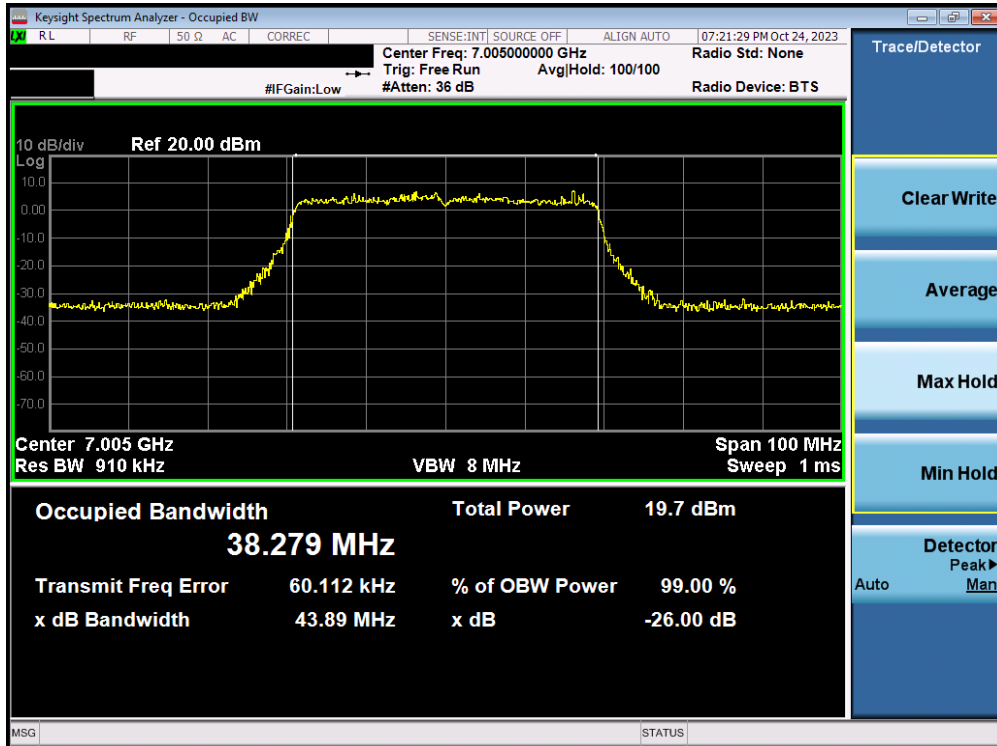 Keysight Spectrum Analyzer - Occupied BW
LXI RL RF 50 Ω AC CORREC SENSE:INT SOURCE OFF ALIGN AUTO 07:21:29 PM Oct 24, 2023
Center Freq: 7.005000000 GHz Radio Std: None
Trig: Free Run Avg|Hold: 100/100
#IFGain:Low #Atten: 36 dB Radio Device: BTS
Trace/Detector
10 dB/div Ref 20.00 dBm
Log
10.0
0.00
-10.0
-20.0
-30.0
-40.0
-50.0
-60.0
-70.0
Center 7.005 GHz Span 100 MHz
Res BW 910 kHz VBW 8 MHz Sweep 1 ms
Occupied Bandwidth Total Power 19.7 dBm
38.279 MHz
Transmit Freq Error 60.112 kHz % of OBW Power 99.00 %
x dB Bandwidth 43.89 MHz x dB -26.00 dB
Clear Write
Average
Max Hold
Min Hold
Detector
Peak▶
Auto Man
MSG STATUS